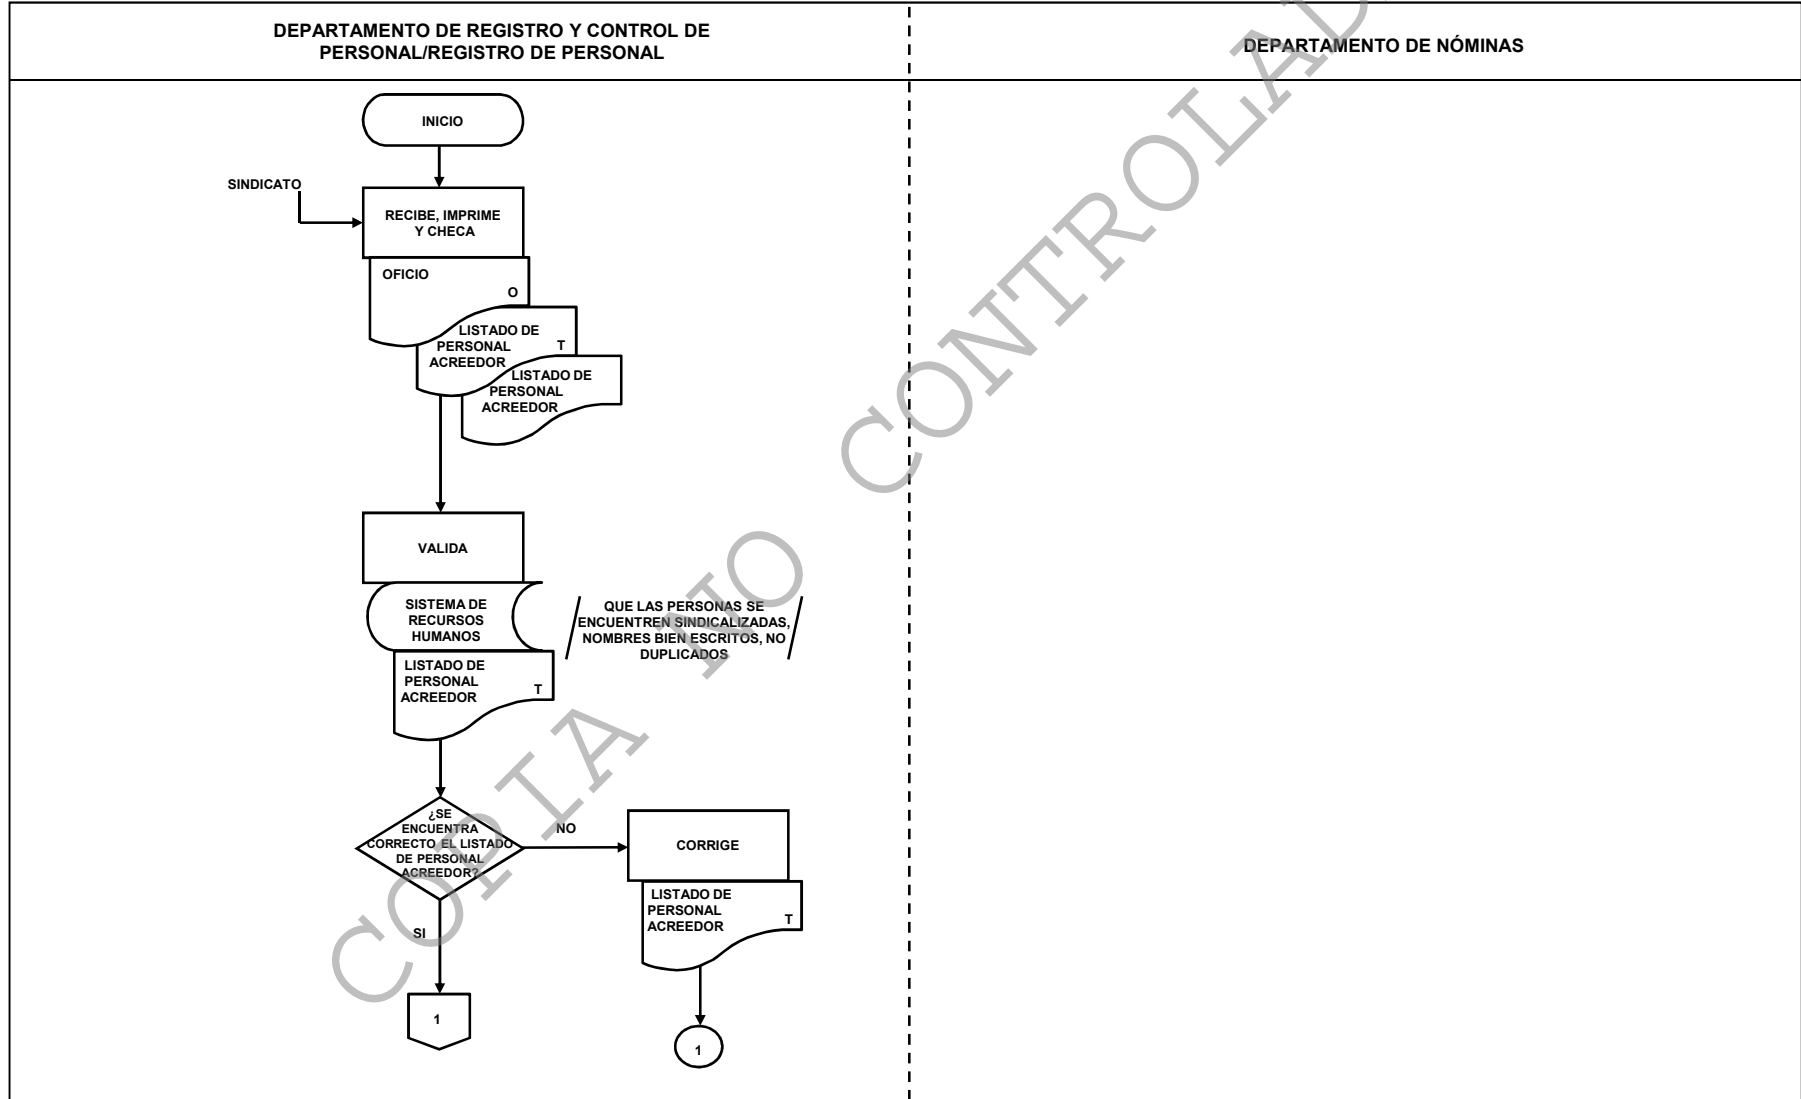 DEPARTAMENTO DE REGISTRO Y CONTROL DE
PERSONAL/REGISTRO DE PERSONAL
DEPARTAMENTO DE NÓMINAS
INICIO
SINDICATO
RECIBE, IMPRIME
Y CHECA
OFICIO
O
LISTADO DE
PERSONAL
ACREEDOR
T
LISTADO DE
PERSONAL
ACREEDOR
VALIDA
SISTEMA DE
RECURSOS
HUMANOS
QUE LAS PERSONAS SE
ENCUENTREN SINDICALIZADAS,
NOMBRES BIEN ESCRITOS, NO
DUPLICADOS
LISTADO DE
PERSONAL
ACREEDOR
T
¿SE
ENCUENTRA
CORRECTO EL LISTADO
DE PERSONAL
ACREEDOR?
NO
CORRIGE
LISTADO DE
PERSONAL
ACREEDOR
T
SI
1
1
COPIA NO CONTROLAD